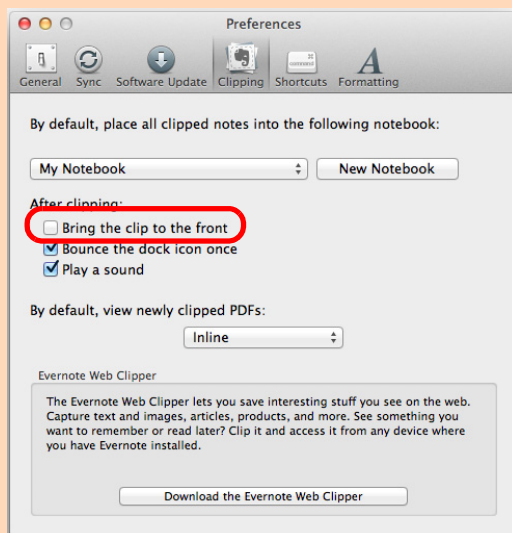 Preferences
General Sync Software Update Clipping Shortcuts Formatting
By default, place all clipped notes into the following notebook:
My Notebook New Notebook
After clipping:
Bring the clip to the front
Bounce the dock icon once
Play a sound
By default, view newly clipped PDFs:
Inline
Evernote Web Clipper
The Evernote Web Clipper lets you save interesting stuff you see on the web.
Capture text and images, articles, products, and more. See something you
want to remember or read later? Clip it and access it from any device where
you have Evernote installed.
Download the Evernote Web Clipper